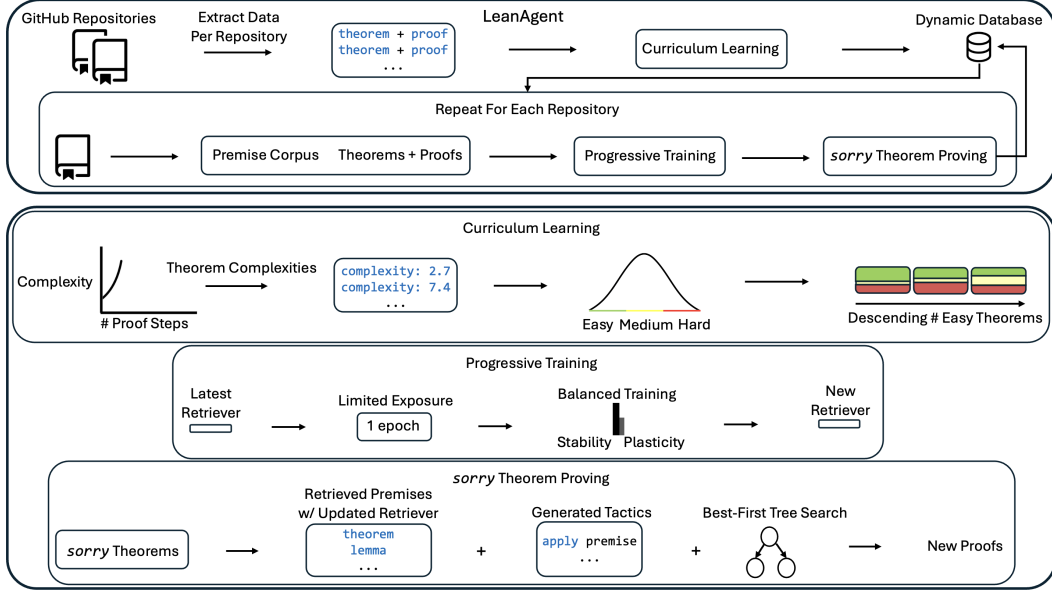 LeanAgent
GitHub Repositories
Extract Data
Per Repository
theorem + proof
theorem + proof
...
Curriculum Learning
Dynamic Database
Repeat For Each Repository
Premise Corpus
Theorems + Proofs
Progressive Training
sorry Theorem Proving
Curriculum Learning
Complexity
# Proof Steps
Theorem Complexities
complexity: 2.7
complexity: 7.4
...
Easy Medium Hard
Descending # Easy Theorems
Progressive Training
Latest
Retriever
Limited Exposure
1 epoch
Balanced Training
Stability Plasticity
New
Retriever
sorry Theorem Proving
sorry Theorems
Retrieved Premises
w/ Updated Retriever
theorem
lemma
...
+
Generated Tactics
apply premise
...
+
Best-First Tree Search
New Proofs